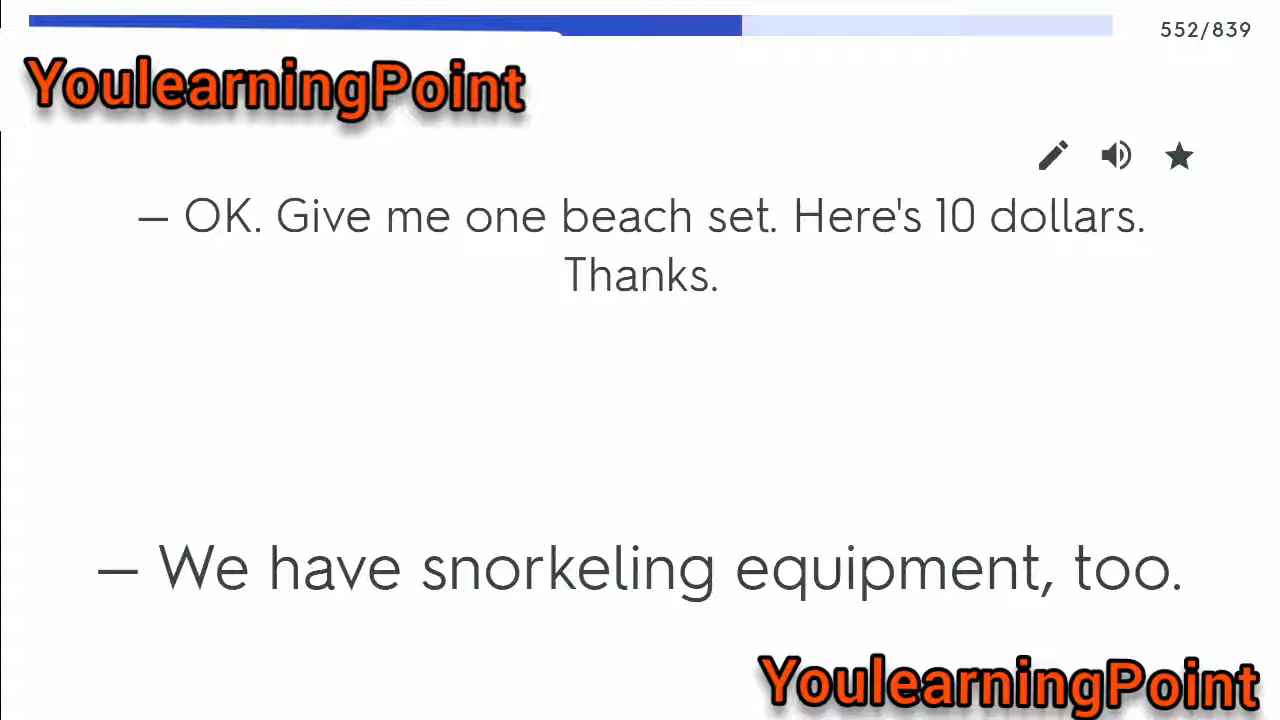 552/839
YoulearningPoint
– OK. Give me one beach set. Here's 10 dollars.
Thanks.
– We have snorkeling equipment, too.
YoulearningPoint